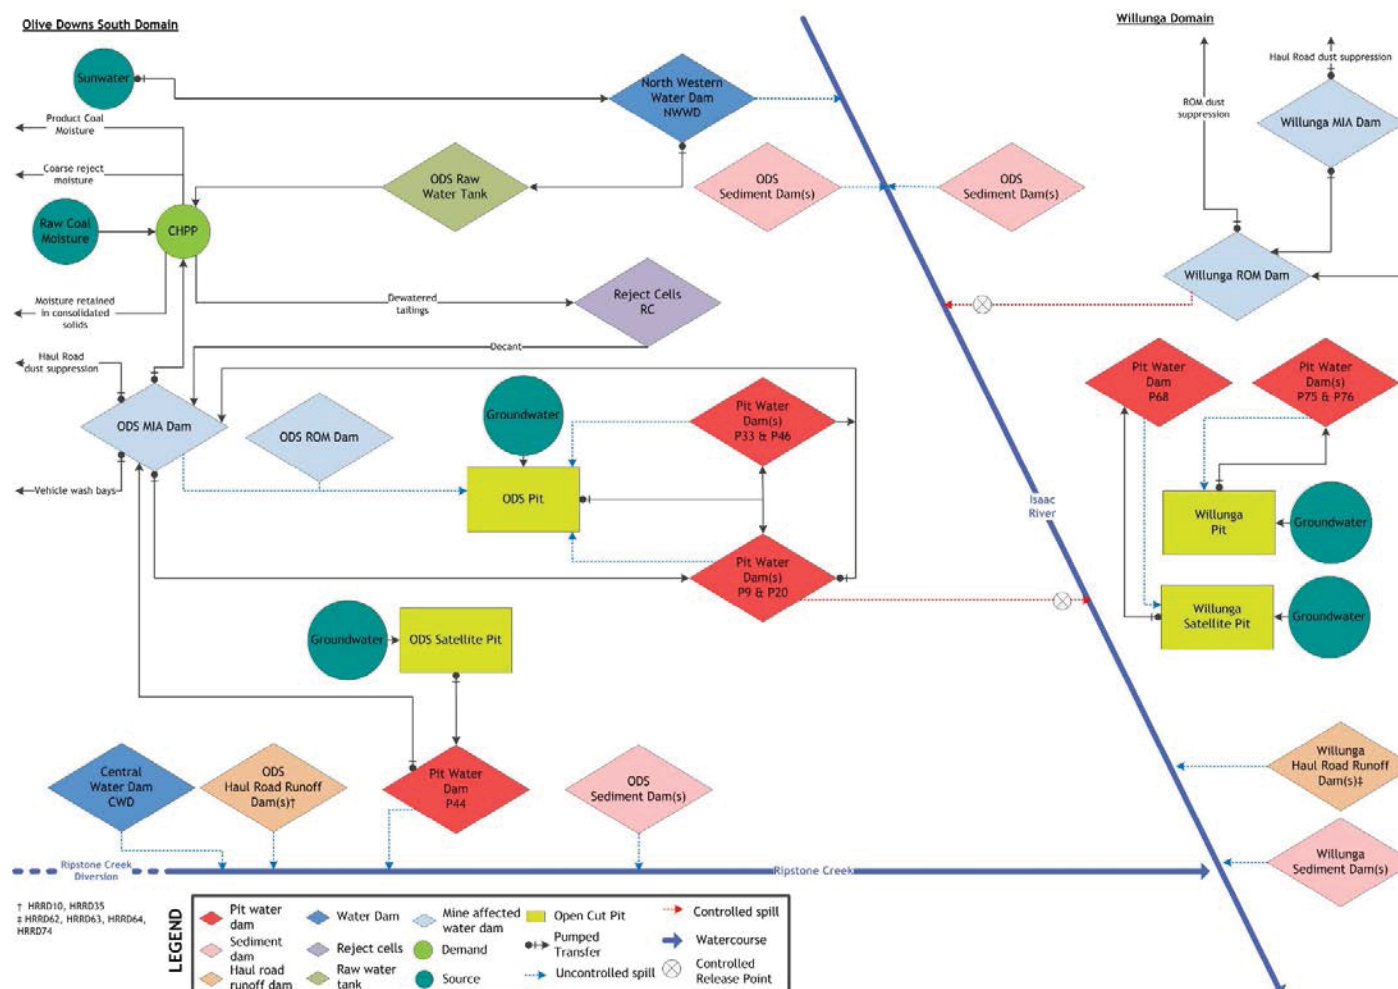 Olive Downs South Domain
Willunga Domain
Sunwater
North Western
Water Dam
NWWD
Haul Road dust suppression
ROM dust
suppression
Willunga MIA Dam
Product Coal
Moisture
Coarse reject
moisture
ODS Raw
Water Tank
ODS
Sediment Dam(s)
ODS
Sediment Dam(s)
Raw Coal
Moisture
CHPP
Willunga ROM Dam
Moisture retained
in consolidated
solids
Dewatered
tailings
Reject Cells
RC
Decant
Haul Road
dust suppression
ODS MIA Dam
ODS ROM Dam
Groundwater
Pit Water
Dam(s)
P33 & P46
Pit Water
Dam
P68
Pit Water
Dam(s)
P75 & P76
Vehicle wash bays
ODS Pit
Isaac
River
Willunga
Pit
Groundwater
Pit Water
Dam(s)
P9 & P20
Groundwater
ODS Satellite Pit
Willunga
Satellite Pit
Groundwater
Central
Water Dam
CWD
ODS
Haul Road Runoff
Dam(s)†
Pit Water
Dam
P44
ODS
Sediment Dam(s)
Willunga
Haul Road Runoff
Dam(s)‡
Ripstone Creek
Diversion
Ripstone Creek
Willunga
Sediment Dam(s)
† HRRD10, HRRD35
‡ HRRD62, HRRD63, HRRD64,
HRRD74
LEGEND
Pit water
dam
Sediment
dam
Haul road
runoff dam
Water Dam
Reject cells
Raw water
tank
Mine affected
water dam
Demand
Source
Open Cut Pit
Pumped
Transfer
Uncontrolled spill
Controlled spill
Watercourse
Controlled
Release Point